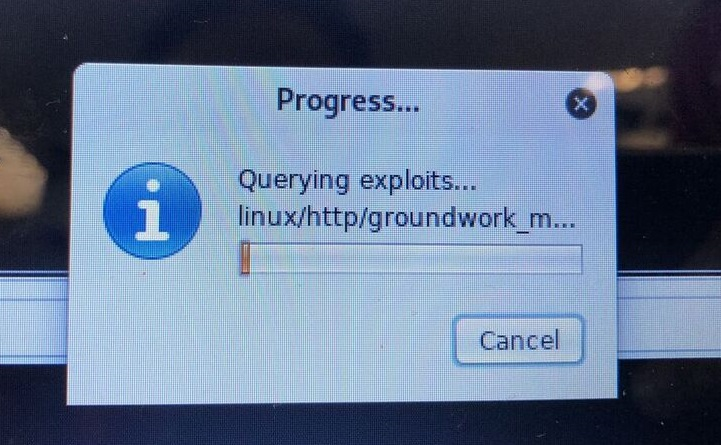 Progress...
Querying exploits...
linux/http/groundwork_m...
Cancel